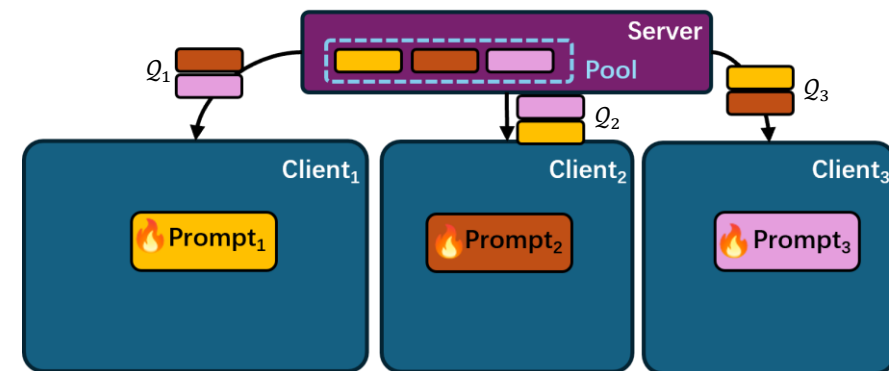 Server
Pool
𝒬₁
𝒬₂
𝒬₃
Client₁
Client₂
Client₃
Prompt₁
Prompt₂
Prompt₃